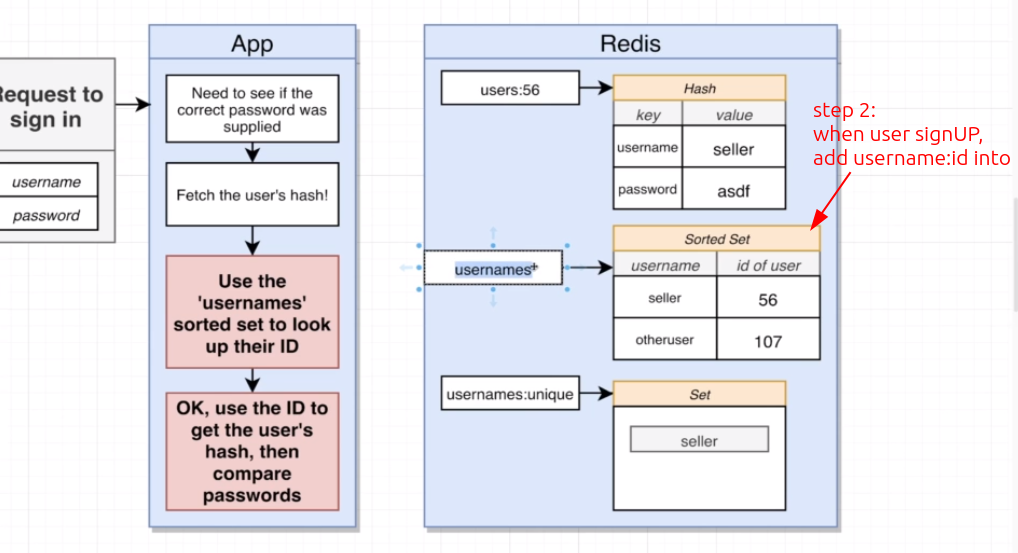 Request to
sign in
username
password
App
Need to see if the
correct password was
supplied
Fetch the user's hash!
Use the
'usernames'
sorted set to look
up their ID
OK, use the ID to
get the user's
hash, then
compare
passwords
Redis
users:56
Hash
key value
username seller
password asdf
step 2:
when user signUP,
add username:id into
usernames
Sorted Set
username id of user
seller 56
otheruser 107
usernames:unique
Set
seller